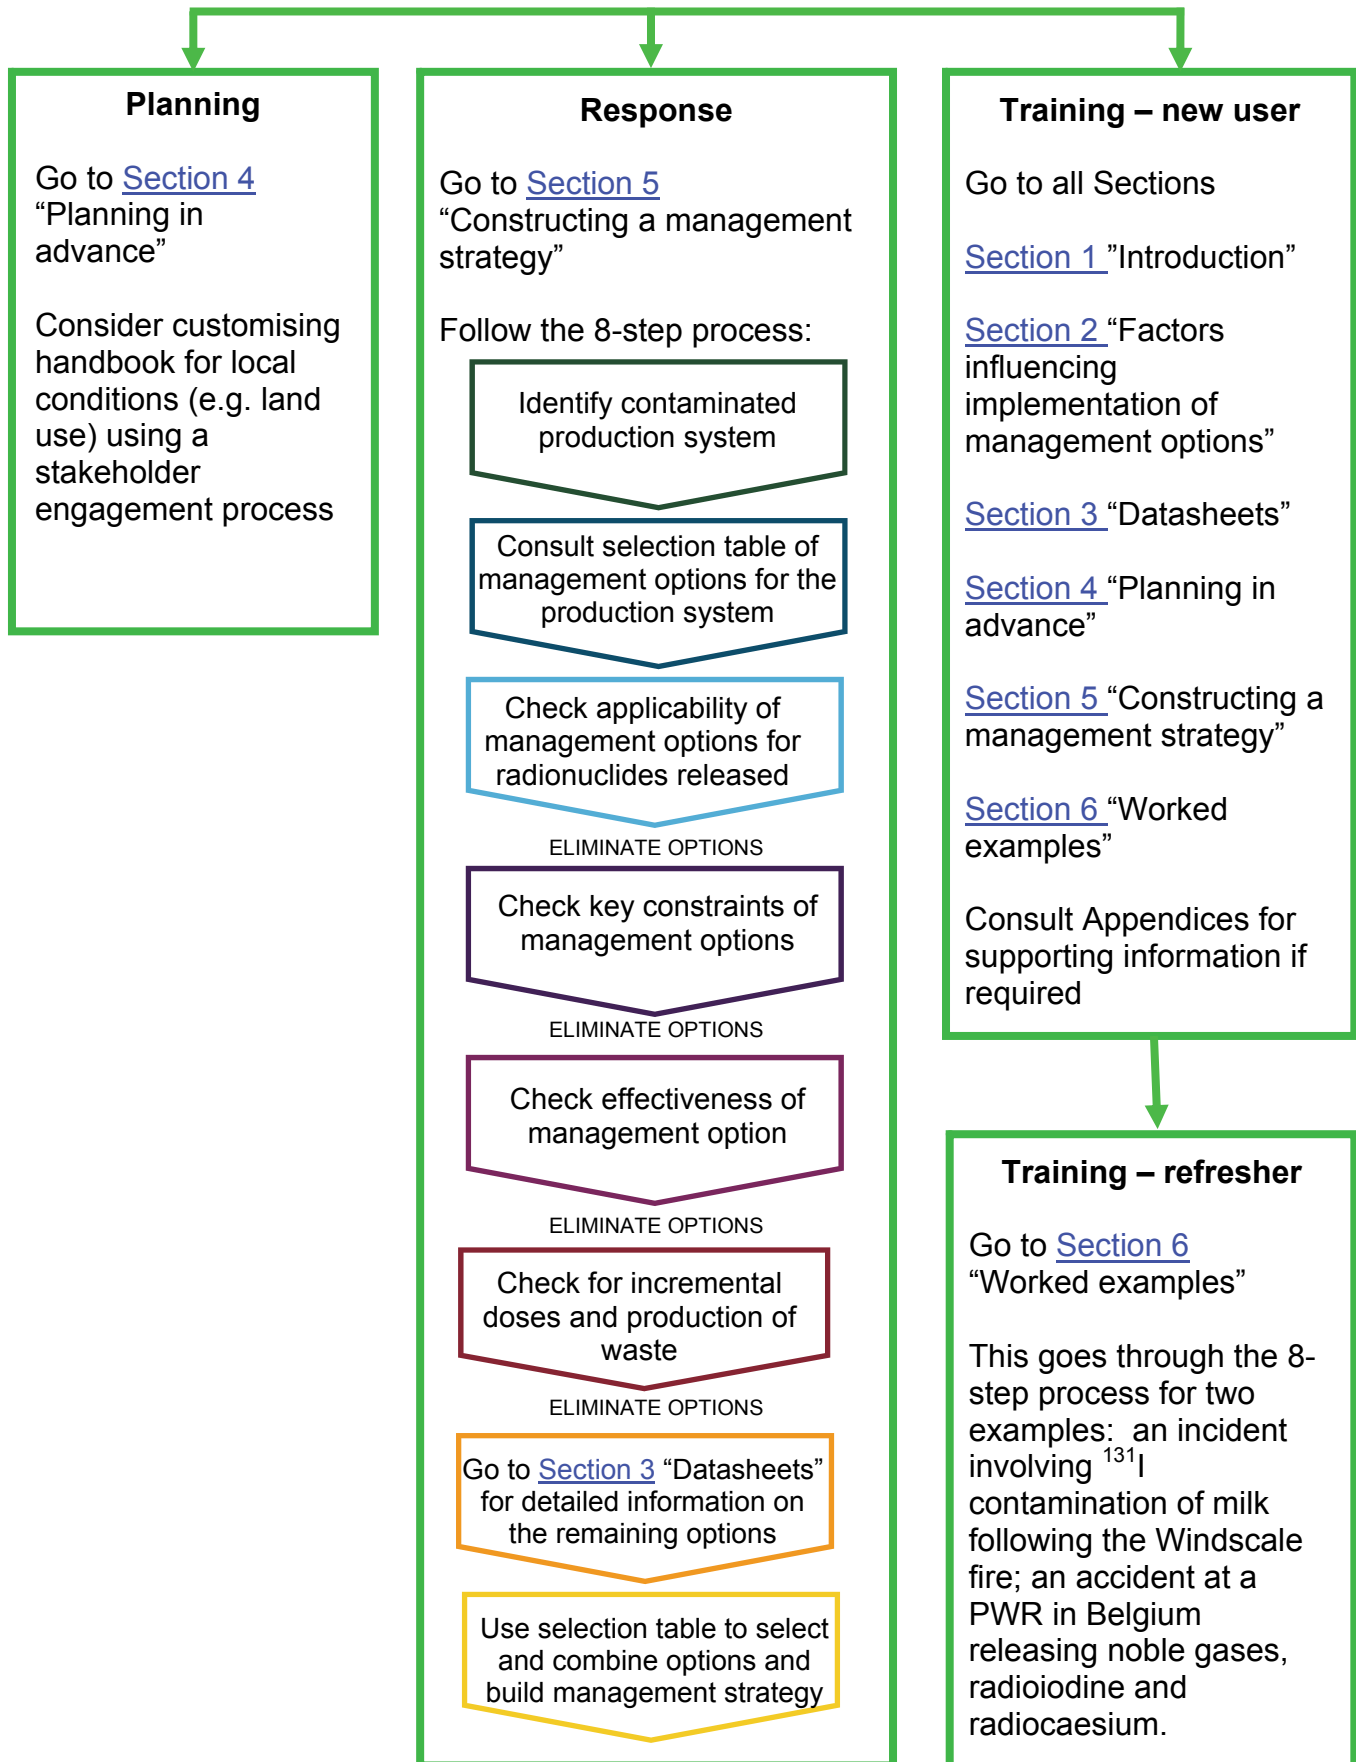 Planning
Go to Section 4
“Planning in
advance”
Consider customising
handbook for local
conditions (e.g. land
use) using a
stakeholder
engagement process
Response
Go to Section 5
“Constructing a management
strategy”
Follow the 8-step process:
Identify contaminated
production system
Consult selection table of
management options for the
production system
Check applicability of
management options for
radionuclides released
ELIMINATE OPTIONS
Check key constraints of
management options
ELIMINATE OPTIONS
Check effectiveness of
management option
ELIMINATE OPTIONS
Check for incremental
doses and production of
waste
ELIMINATE OPTIONS
Go to Section 3 “Datasheets”
for detailed information on
the remaining options
Use selection table to select
and combine options and
build management strategy
Training – new user
Go to all Sections
Section 1 ”Introduction”
Section 2 “Factors
influencing
implementation of
management options”
Section 3 “Datasheets”
Section 4 “Planning in
advance”
Section 5 “Constructing a
management strategy”
Section 6 “Worked
examples”
Consult Appendices for
supporting information if
required
Training – refresher
Go to Section 6
“Worked examples”
This goes through the 8-
step process for two
examples: an incident
involving ¹³¹I
contamination of milk
following the Windscale
fire; an accident at a
PWR in Belgium
releasing noble gases,
radioiodine and
radiocaesium.